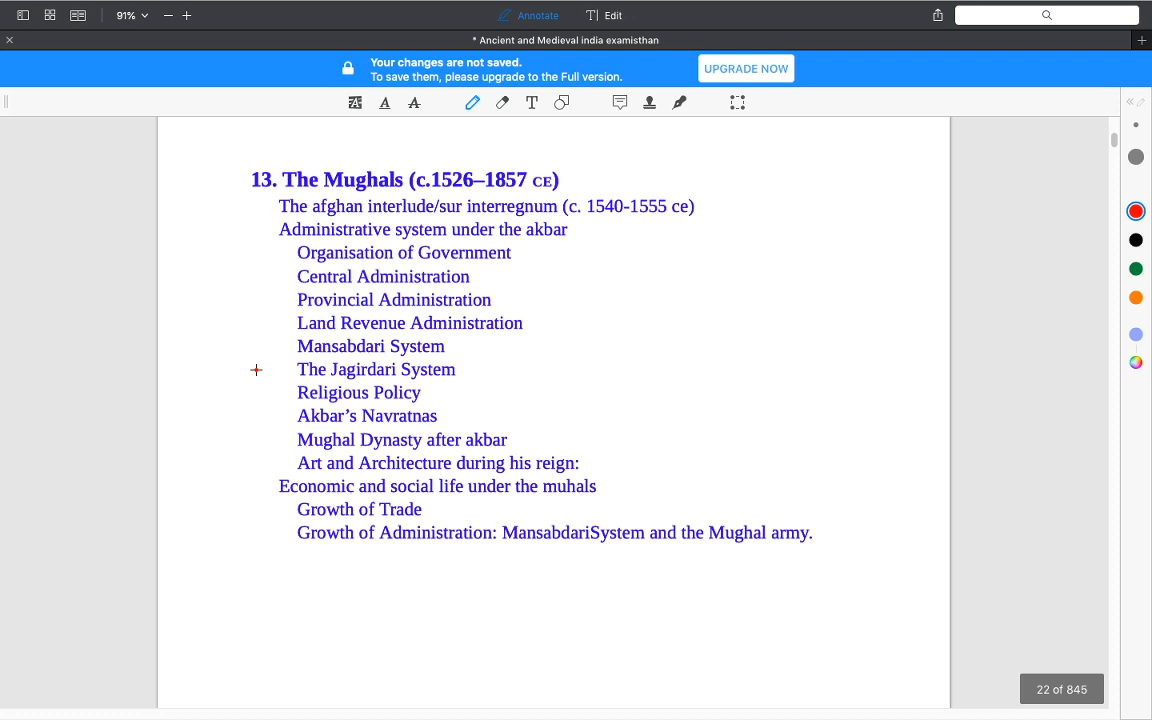 91%
Annotate
Edit
* Ancient and Medieval india examisthan
Your changes are not saved.
To save them, please upgrade to the Full version.
UPGRADE NOW
13. The Mughals (c.1526–1857 CE)
The afghan interlude/sur interregnum (c. 1540-1555 ce)
Administrative system under the akbar
Organisation of Government
Central Administration
Provincial Administration
Land Revenue Administration
Mansabdari System
The Jagirdari System
Religious Policy
Akbar’s Navratnas
Mughal Dynasty after akbar
Art and Architecture during his reign:
Economic and social life under the muhals
Growth of Trade
Growth of Administration: MansabdariSystem and the Mughal army.
22 of 845